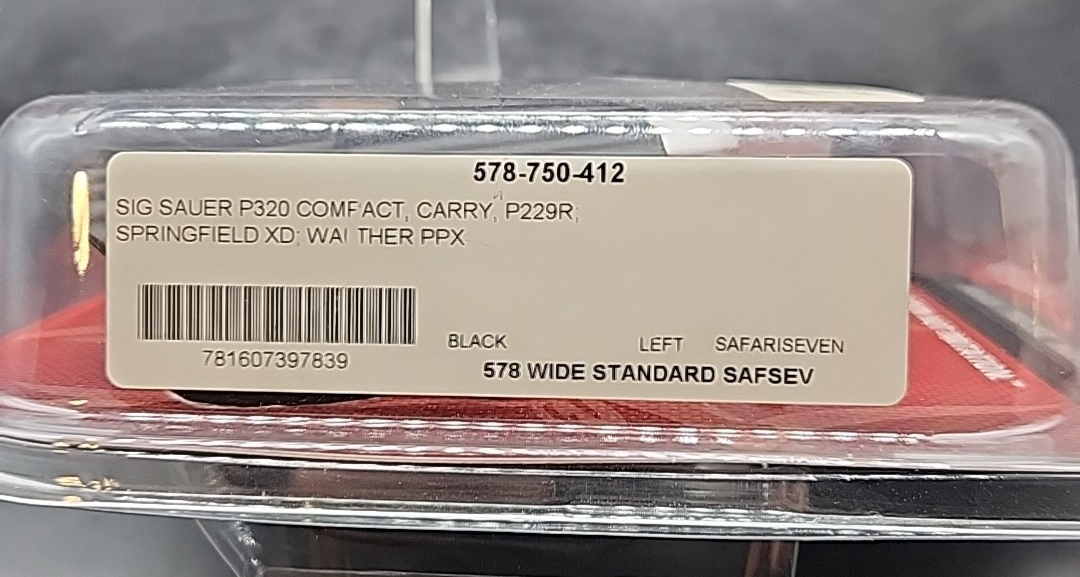 578-750-412
SIG SAUER P320 COMPACT, CARRY, P229R;
SPRINGFIELD XD; WALTHER PPX
781607397839
BLACK LEFT SAFARISEVEN
578 WIDE STANDARD SAFSEV